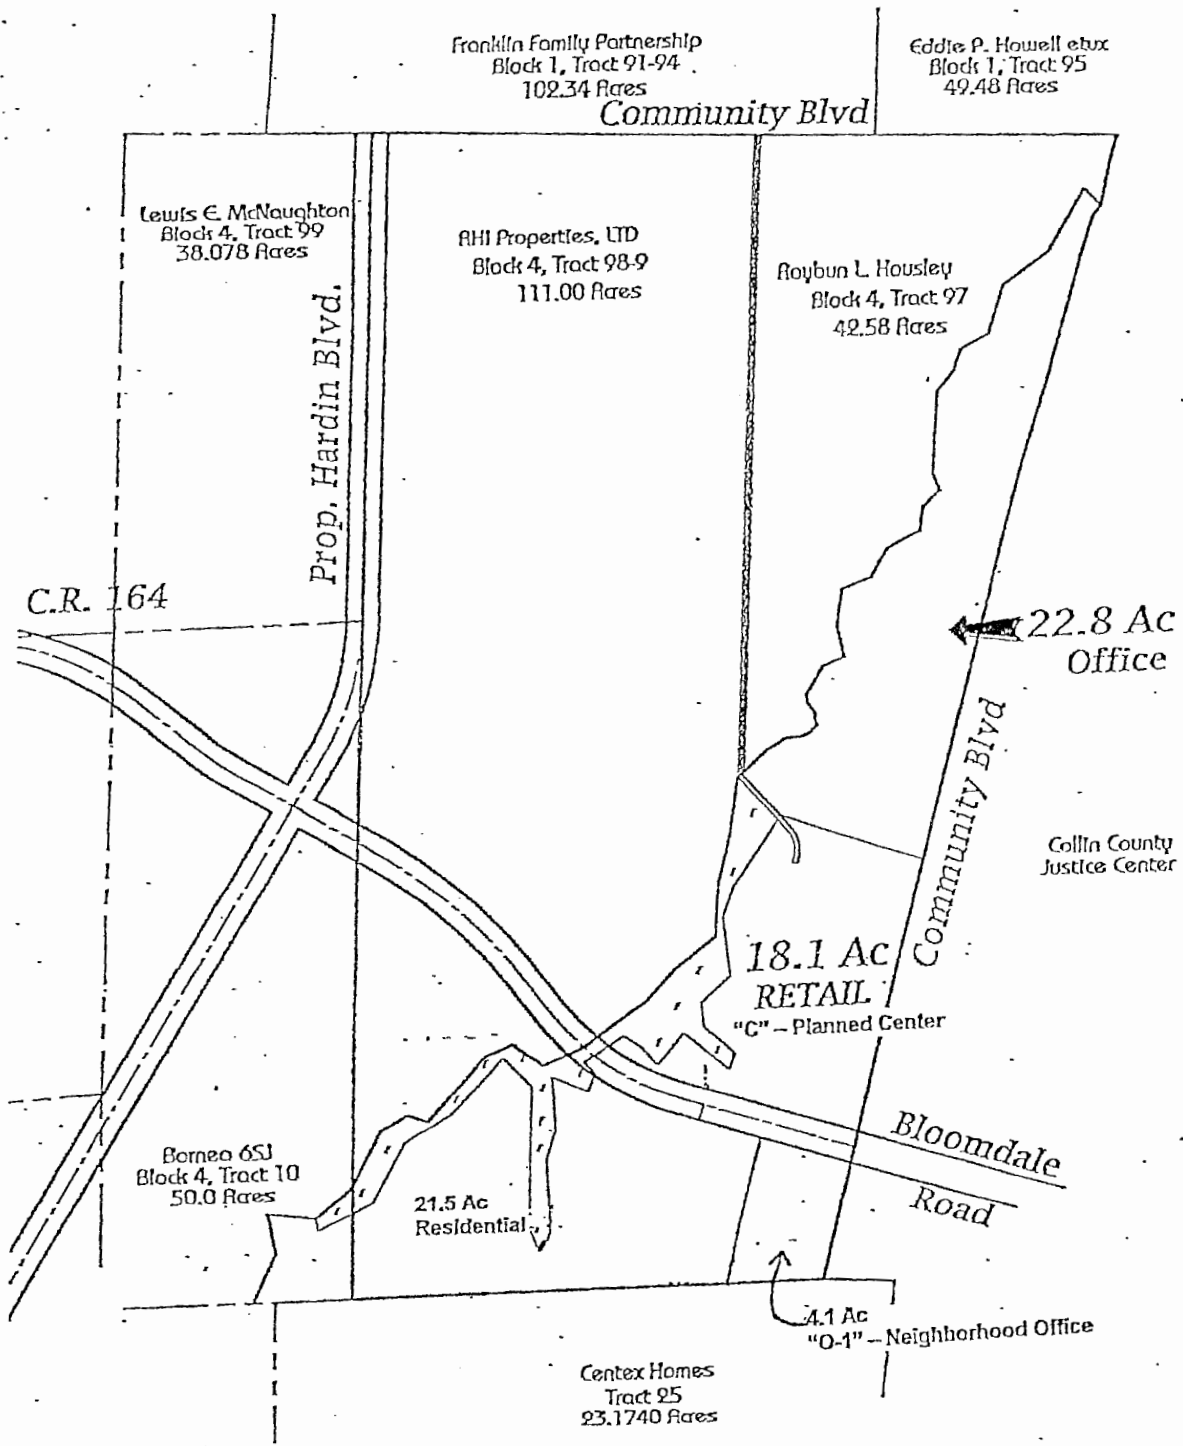 Franklin Family Partnership
Block 1, Tract 91-94
102.34 Acres
Eddie P. Howell etux
Block 1, Tract 95
49.48 Acres
Community Blvd
Lewis E. McNaughton
Block 4, Tract 99
38.078 Acres
AHI Properties, LTD
Block 4, Tract 98-9
111.00 Acres
Roybun L. Housley
Block 4, Tract 97
42.58 Acres
Prop. Hardin Blvd.
C.R. 164
22.8 Ac
Office
Community Blvd
Collin County
Justice Center
18.1 Ac
RETAIL
"C" – Planned Center
Bloomdale
Road
Borneo 6SJ
Block 4, Tract 10
50.0 Acres
21.5 Ac
Residential
4.1 Ac
"O-1" – Neighborhood Office
Centex Homes
Tract 25
23.1740 Acres